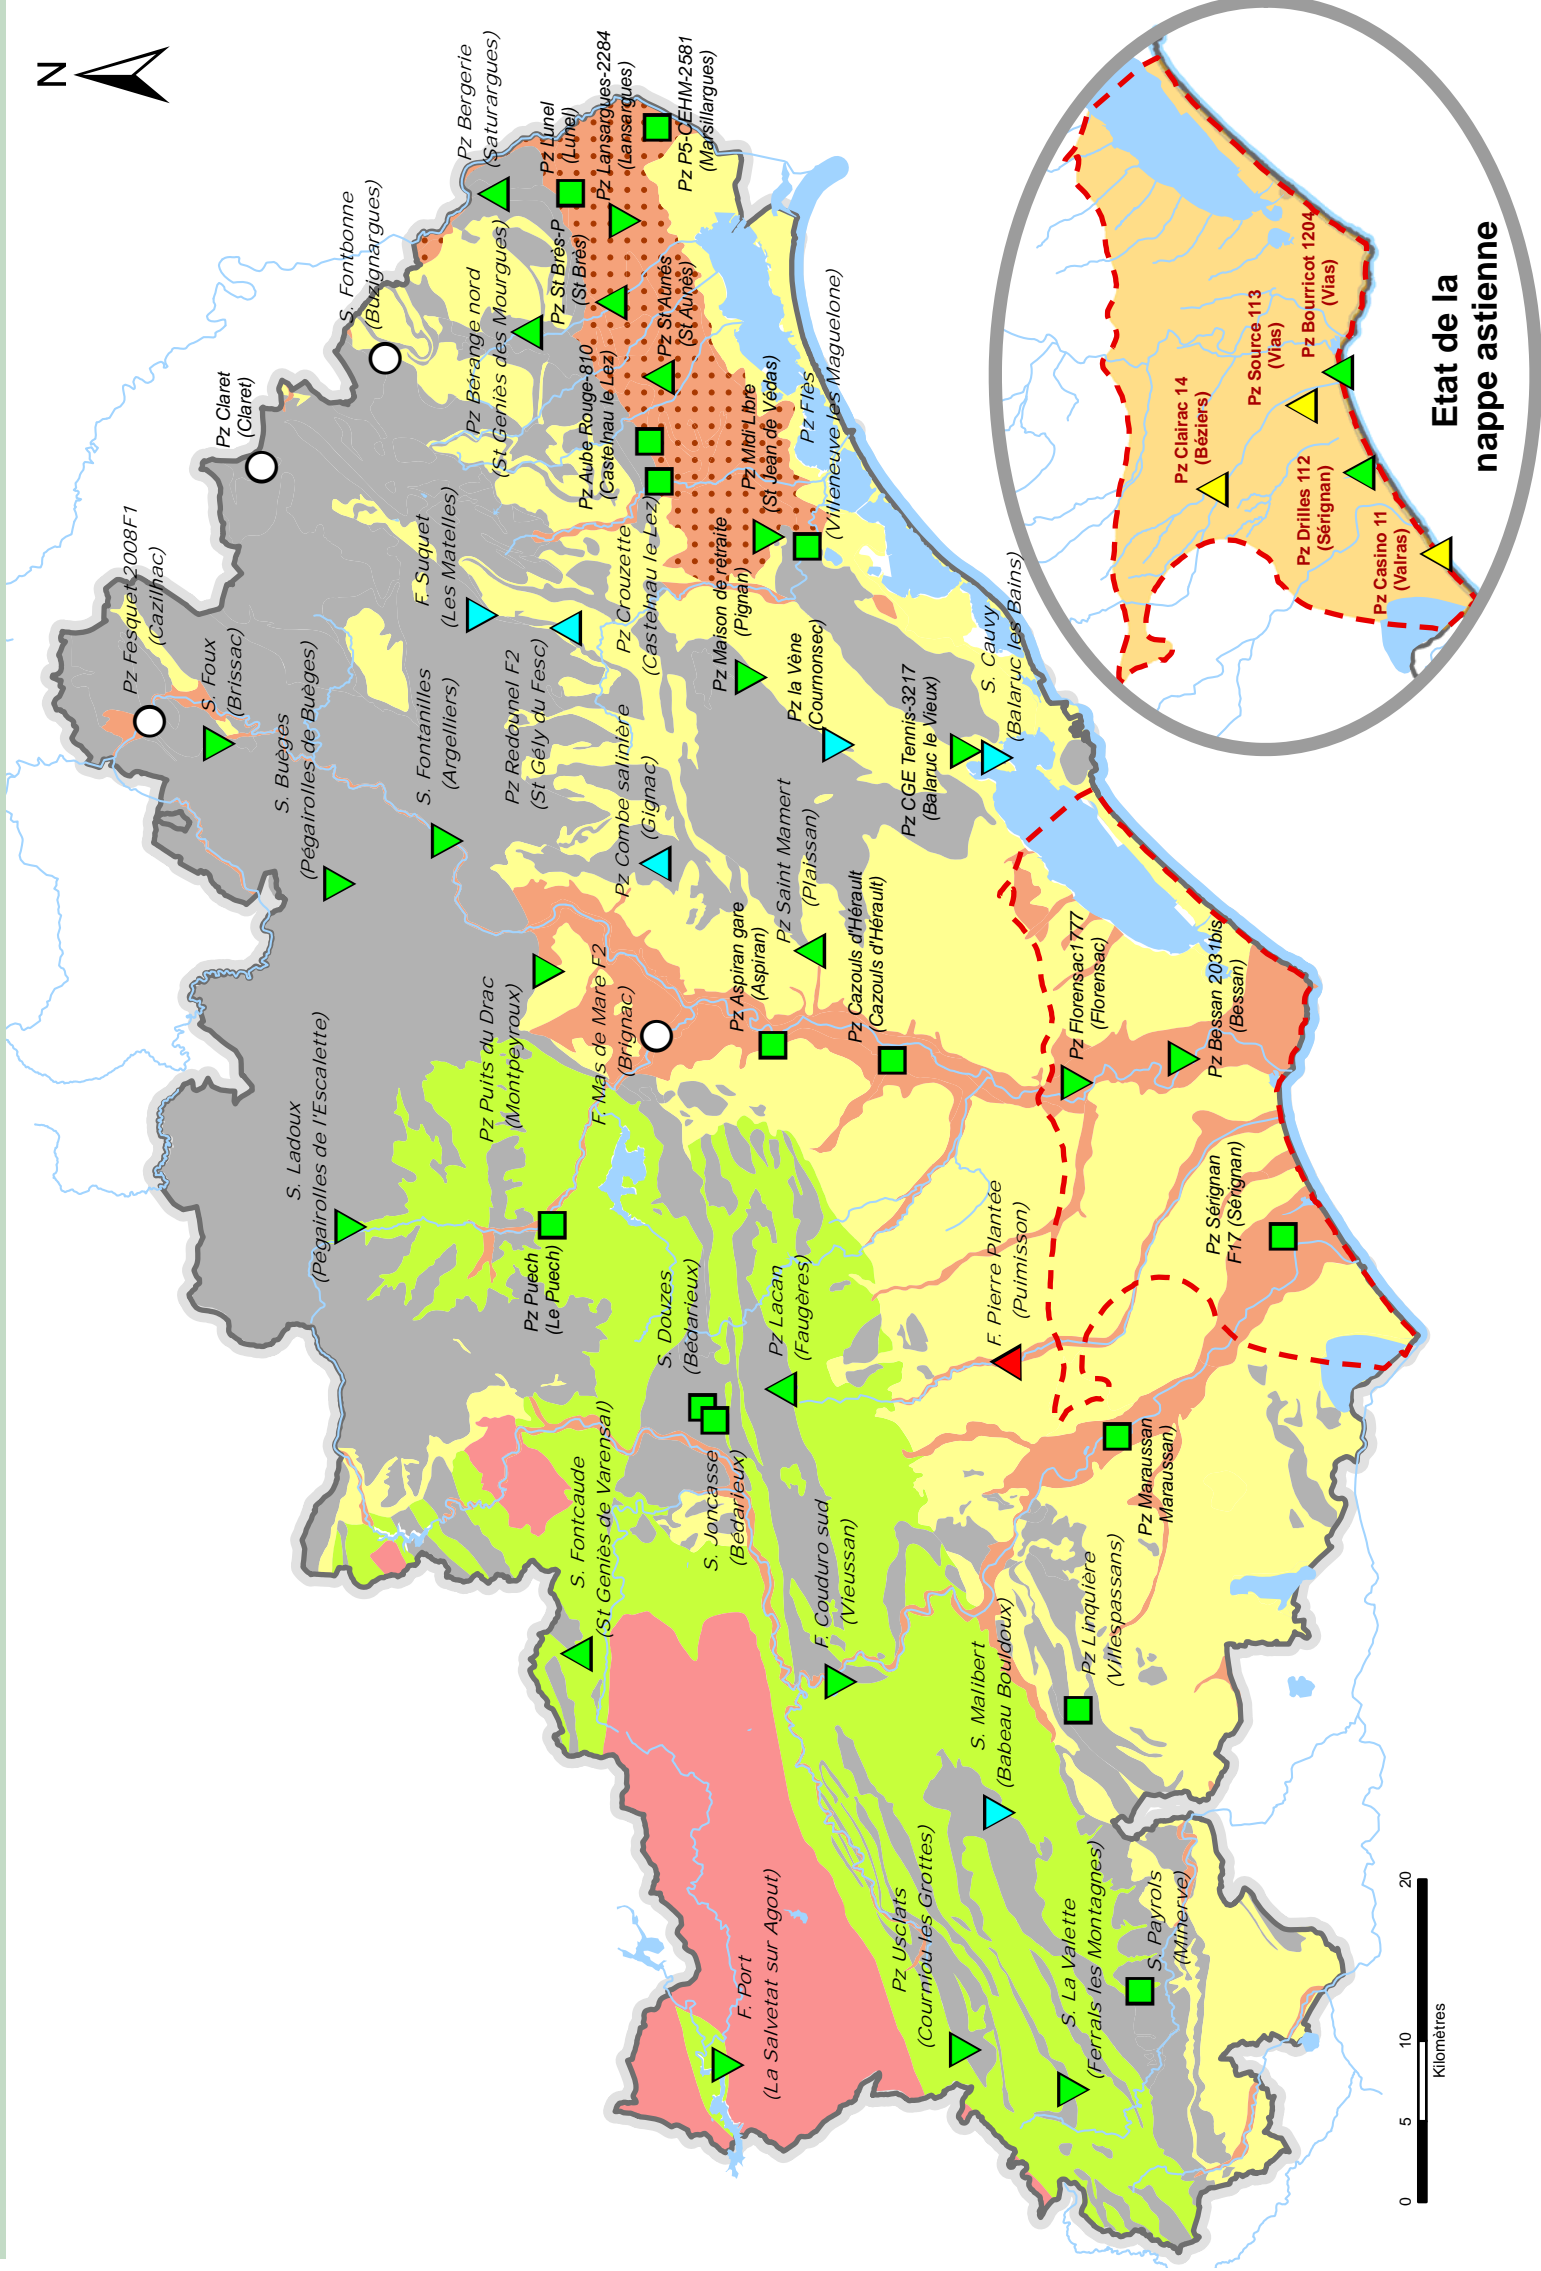 N
Pz Fesquet 2008F1
(Cazilhac)
S. Foux
(Brissac)
Pz Claret
(Claret)
S. Fontbonne
(Buzignargues)
Pz Bergerie
(Saturargues)
Pz Lunel
(Lunel)
Pz Lansargues-2284
(Lansargues)
Pz P5-CEHM-2581
(Marsillargues)
S. Buèges
(Pégairolles de Buèges)
S. Fontanilles
(Argelliers)
F. Suquet
(Les Matelles)
Pz Bérange nord
(St Genies des Mourgues)
Pz St Brès-P
(St Brès)
Pz St Aunès
(St Aunès)
Pz Aube Rouge-810
(Castelnau le Lez)
Pz Crouzette
(Castelnau le Lez)
Pz Midi Libre
(St Jean de Védas)
Pz Flès
(Villeneuve les Maguelone)
Pz Redounel F2
(St Gély du Fesc)
Pz Maison de retraite
(Pignan)
Pz la Vène
(Cournonsec)
Pz Combe salinière
(Gignac)
Pz CGE Tennis-3217
(Balaruc le Vieux)
S. Cauvy
(Balaruc les Bains)
Pz Saint Mamert
(Plaissan)
S. Ladoux
(Pégairolles de l'Escalette)
Pz Puits du Drac
(Montpeyroux)
F. Mas de Mare F2
(Brignac)
Pz Aspiran gare
(Aspiran)
Pz Cazouls d'Hérault
(Cazouls d'Hérault)
Pz Florensac1777
(Florensac)
Pz Bessan 2031bis
(Bessan)
Pz Puech
(Le Puech)
S. Douzes
(Bédarieux)
Pz Lacan
(Faugères)
F. Pierre Plantée
(Puimisson)
Pz Sérignan
F17 (Sérignan)
S. Fontcaude
(St Geniès de Varensal)
S. Joncasse
(Bédarieux)
F. Couduro sud
(Vieussan)
Pz Maraussan
Maraussan)
S. Malibert
(Babeau Bouldoux)
Pz Linquière
(Villespassans)
F. Port
(La Salvetat sur Agout)
Pz Usclats
(Courniou les Grottes)
S. La Valette
(Ferrals les Montagnes)
S. Payrols
(Minerve)
0 5 10 20
Kilomètres
Pz Clairac 14
(Béziers)
Pz Source 113
(Vias)
Pz Bourricot 1204
(Vias)
Pz Drilles 112
(Sérignan)
Pz Casino 11
(Valras)
Etat de la
nappe astienne